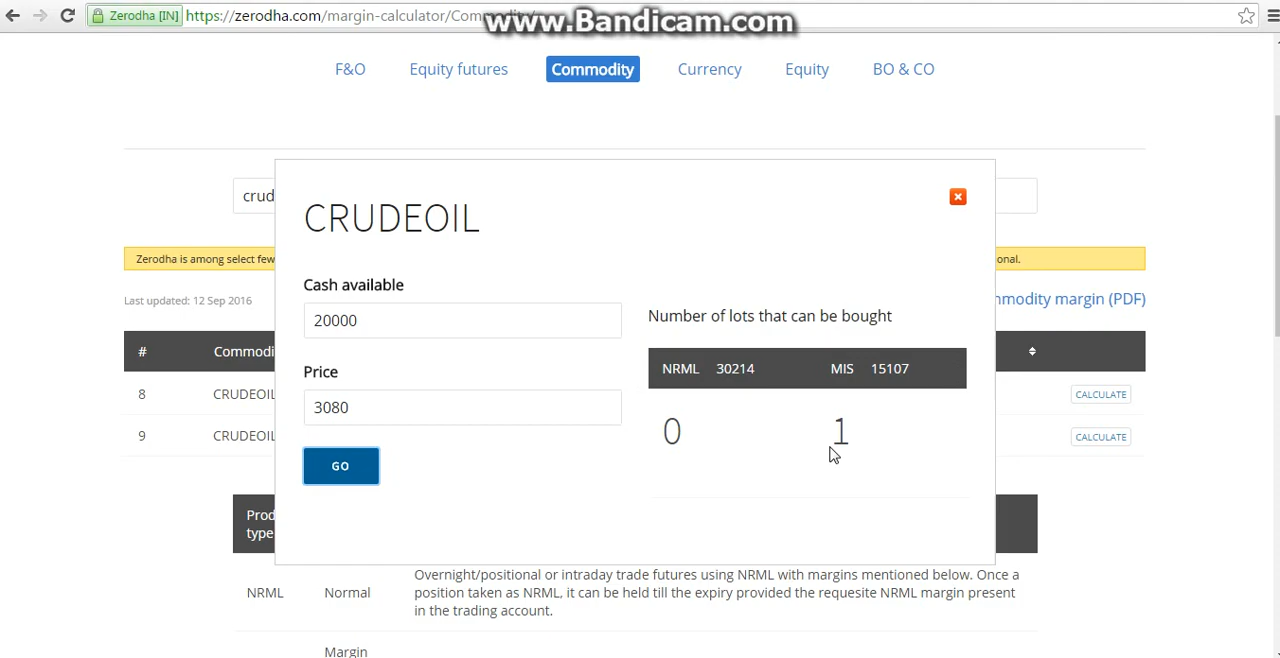 Zerodha [IN] https://zerodha.com/margin-calculator/Commodity/
www.Bandicam.com
F&O Equity futures Commodity Currency Equity BO & CO
crud
CRUDEOIL
Zerodha is among select few
onal.
Cash available
Last updated: 12 Sep 2016
mmodity margin (PDF)
20000
Number of lots that can be bought
# Commodi
Price
NRML 30214 MIS 15107
8 CRUDEOIL CALCULATE
3080
0 1
9 CRUDEOIL CALCULATE
GO
Prod
type
NRML Normal Overnight/positional or intraday trade futures using NRML with margins mentioned below. Once a
position taken as NRML, it can be held till the expiry provided the requesite NRML margin present
in the trading account.
Margin